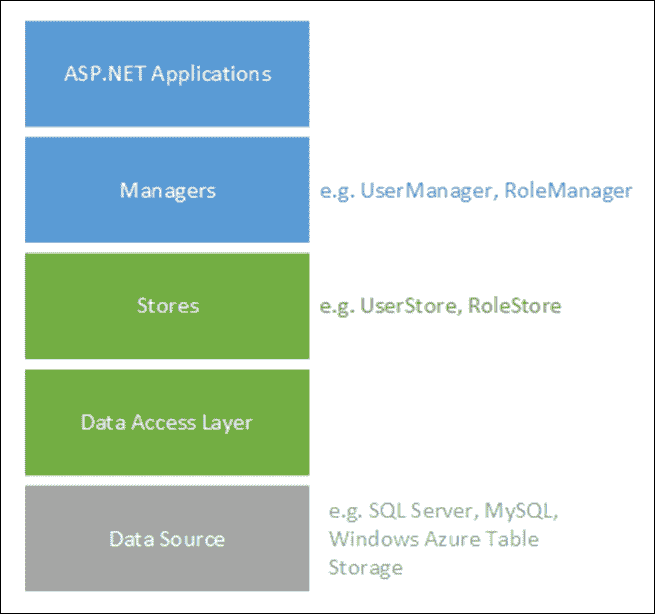 ASP.NET Applications
Managers
e.g. UserManager, RoleManager
Stores
e.g. UserStore, RoleStore
Data Access Layer
Data Source
e.g. SQL Server, MySQL,
Windows Azure Table
Storage